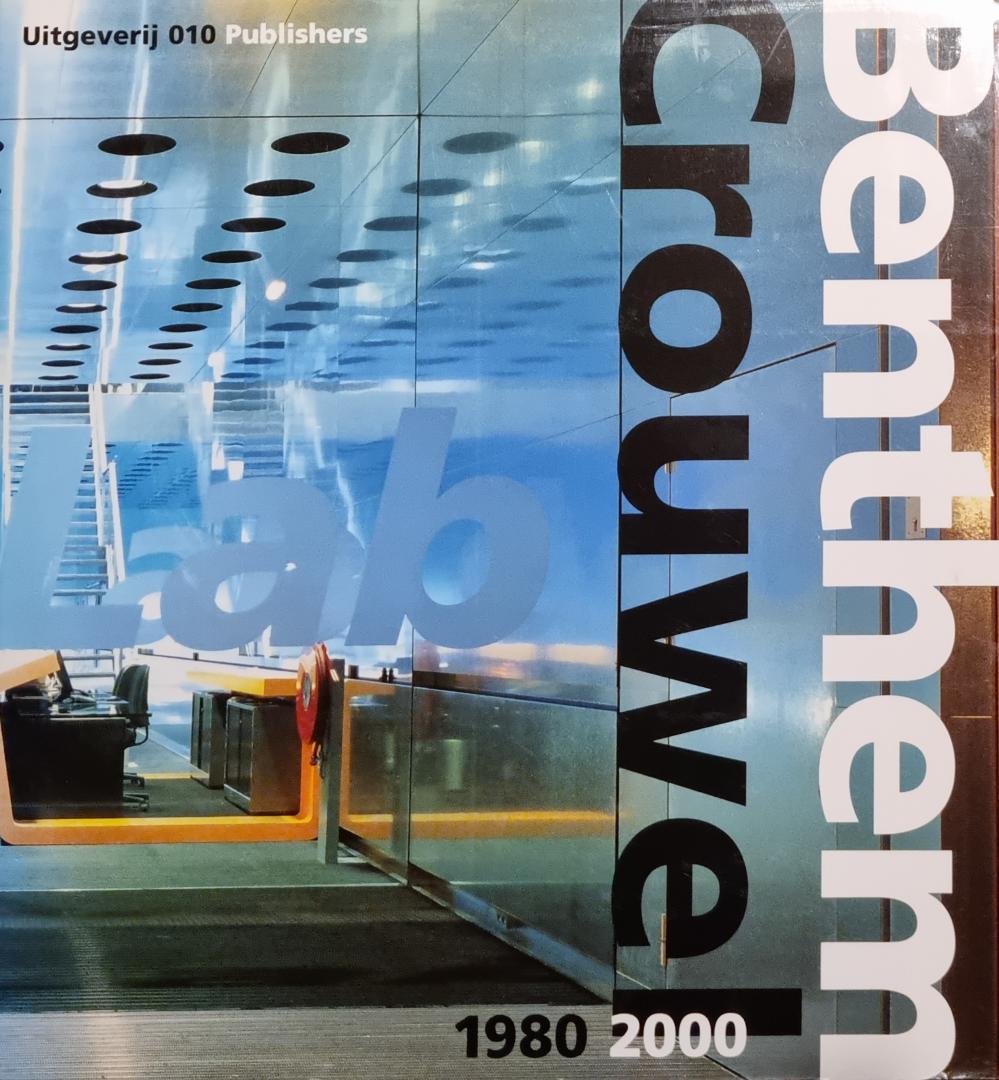 Uitgeverij 010 Publishers
Benthem
Crouwel
Lab
1980 2000